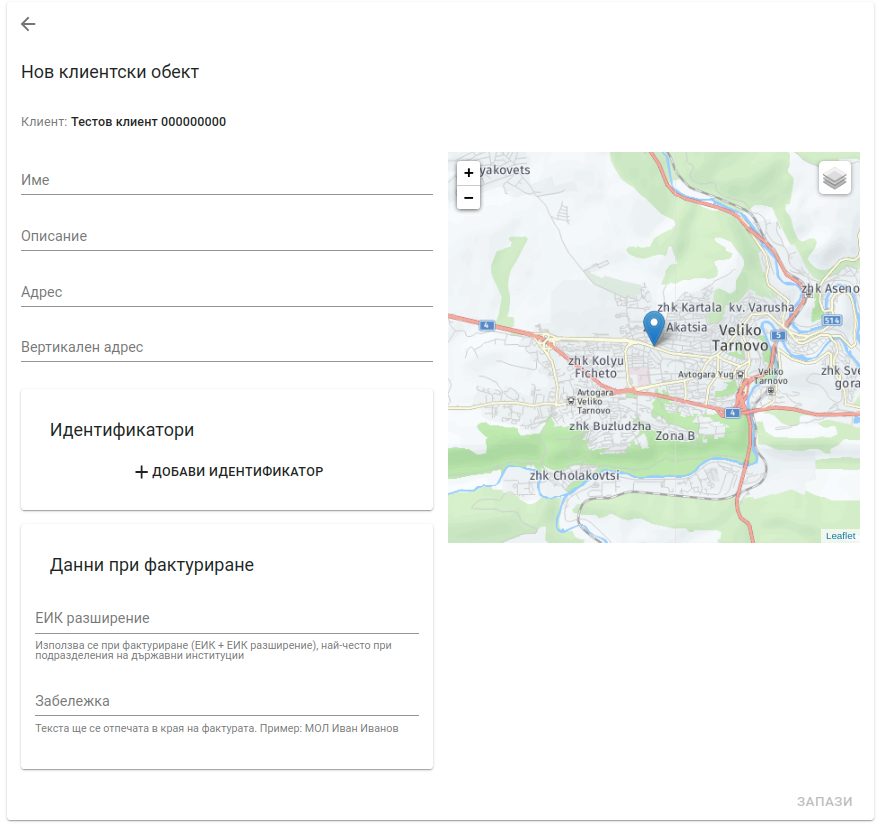 Нов клиентски обект
Клиент: Тестов клиент 000000000
Име
Описание
Адрес
Вертикален адрес
Идентификатори
+ ДОБАВИ ИДЕНТИФИКАТОР
Данни при фактуриране
ЕИК разширение
Използва се при фактуриране (ЕИК + ЕИК разширение), най-често при
подразделения на държавни институции
Забележка
Текста ще се отпечата в края на фактурата. Пример: МОЛ Иван Иванов
+
−
yakovets
zhk Aseno
zhk Kartala
kv. Varusha
4
Akatsia
514
Veliko
Tarnovo
5
zhk Kolyu
Ficheto
Avtogara Yug
Veliko
Tarnovo
zhk Sve
gora
Avtogara
Veliko
Tarnovo
4
zhk Buzludzha
Zona B
zhk Cholakovtsi
Leaflet
ЗАПАЗИ